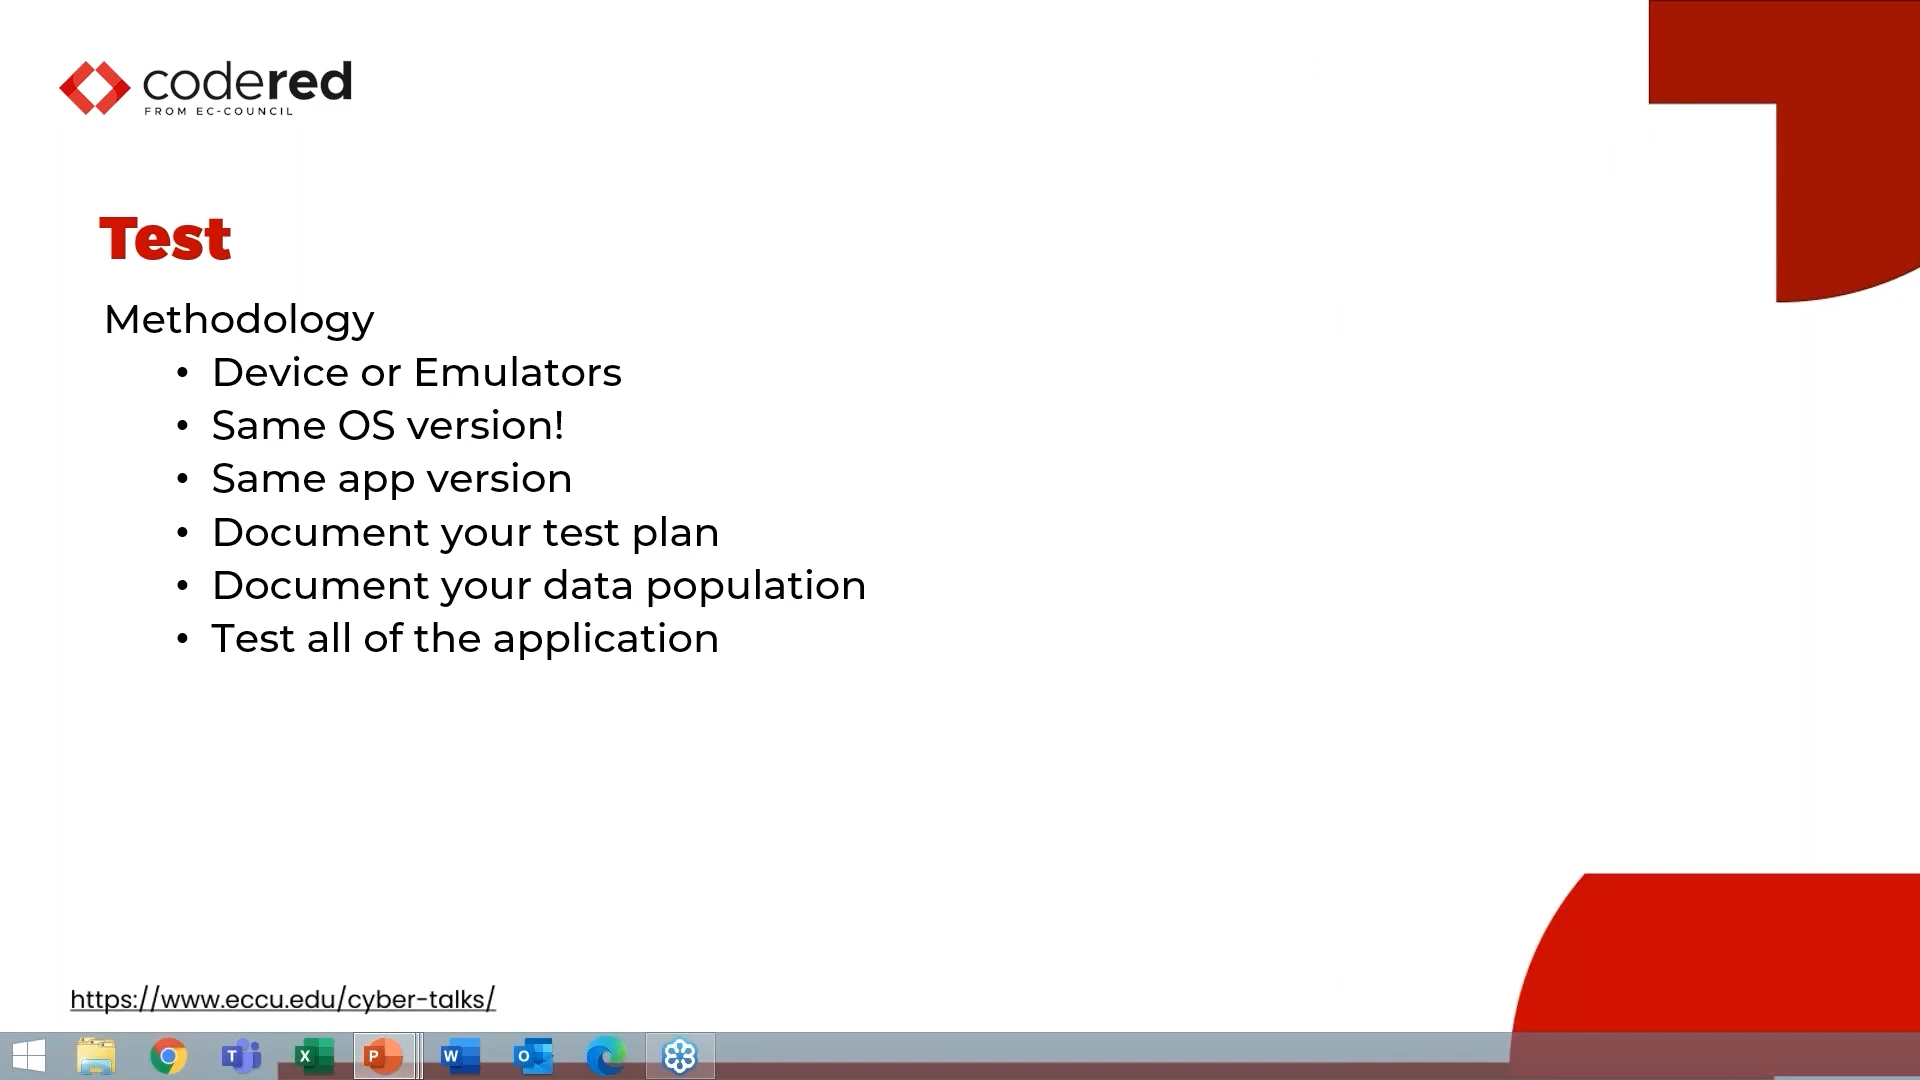 codered
FROM EC-COUNCIL
Test
Methodology
• Device or Emulators
• Same OS version!
• Same app version
• Document your test plan
• Document your data population
• Test all of the application
https://www.eccu.edu/cyber-talks/
T X P W O